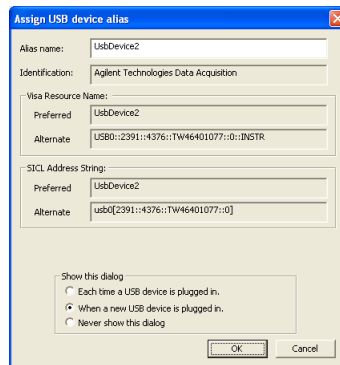 Assign USB device alias
Alias name: UsbDevice2
Identification: Agilent Technologies Data Acquisition
Visa Resource Name:
Preferred UsbDevice2
Alternate USB0::2391::4376::TW46401077::0::INSTR
SICL Address String:
Preferred UsbDevice2
Alternate usb0[2391::4376::TW46401077::0]
Show this dialog
Each time a USB device is plugged in.
When a new USB device is plugged in.
Never show this dialog
OK Cancel